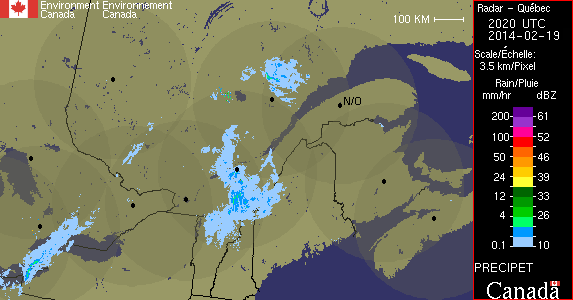 Environment Environnement
Canada Canada
100 KM
N/O
Radar - Québec
2020 UTC
2014-02-19
Scale/Échelle:
3.5 km/Pixel
Rain/Pluie
mm/hr dBZ
200 61
100 52
50 46
24 39
12 33
4 26
0.1 10
PRECIPET
Canada